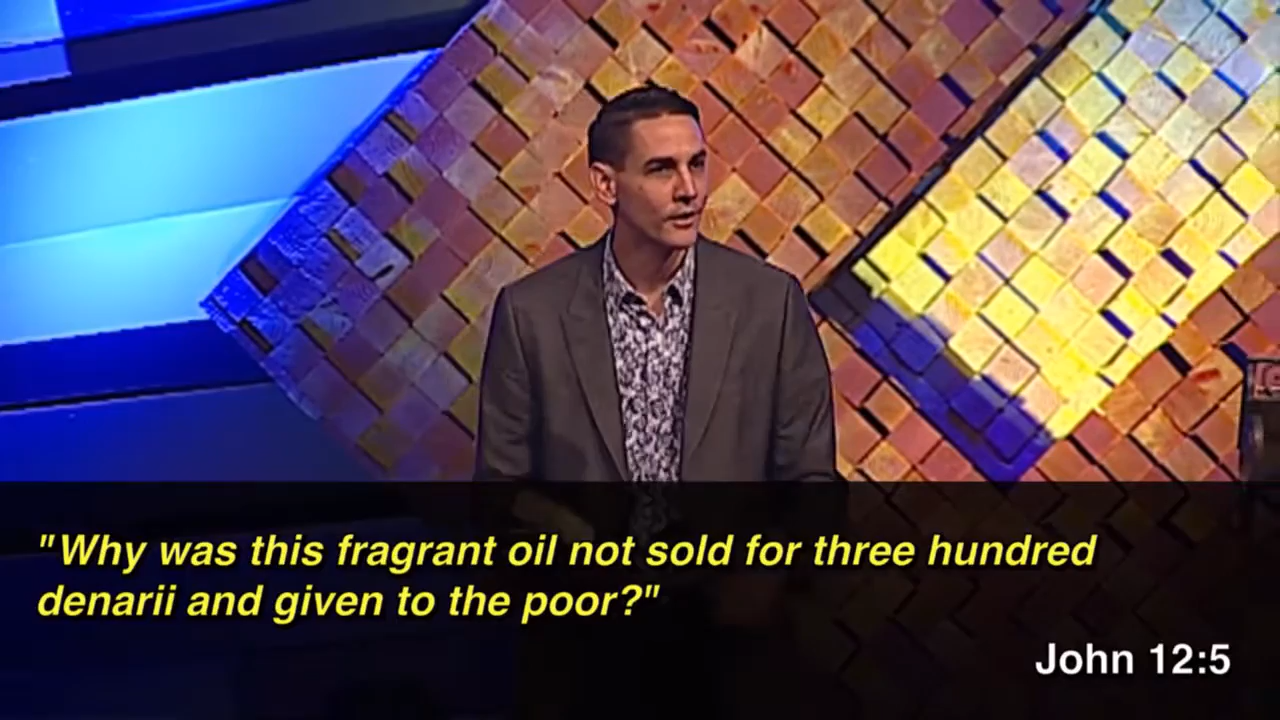 "Why was this fragrant oil not sold for three hundred
denarii and given to the poor?"
John 12:5